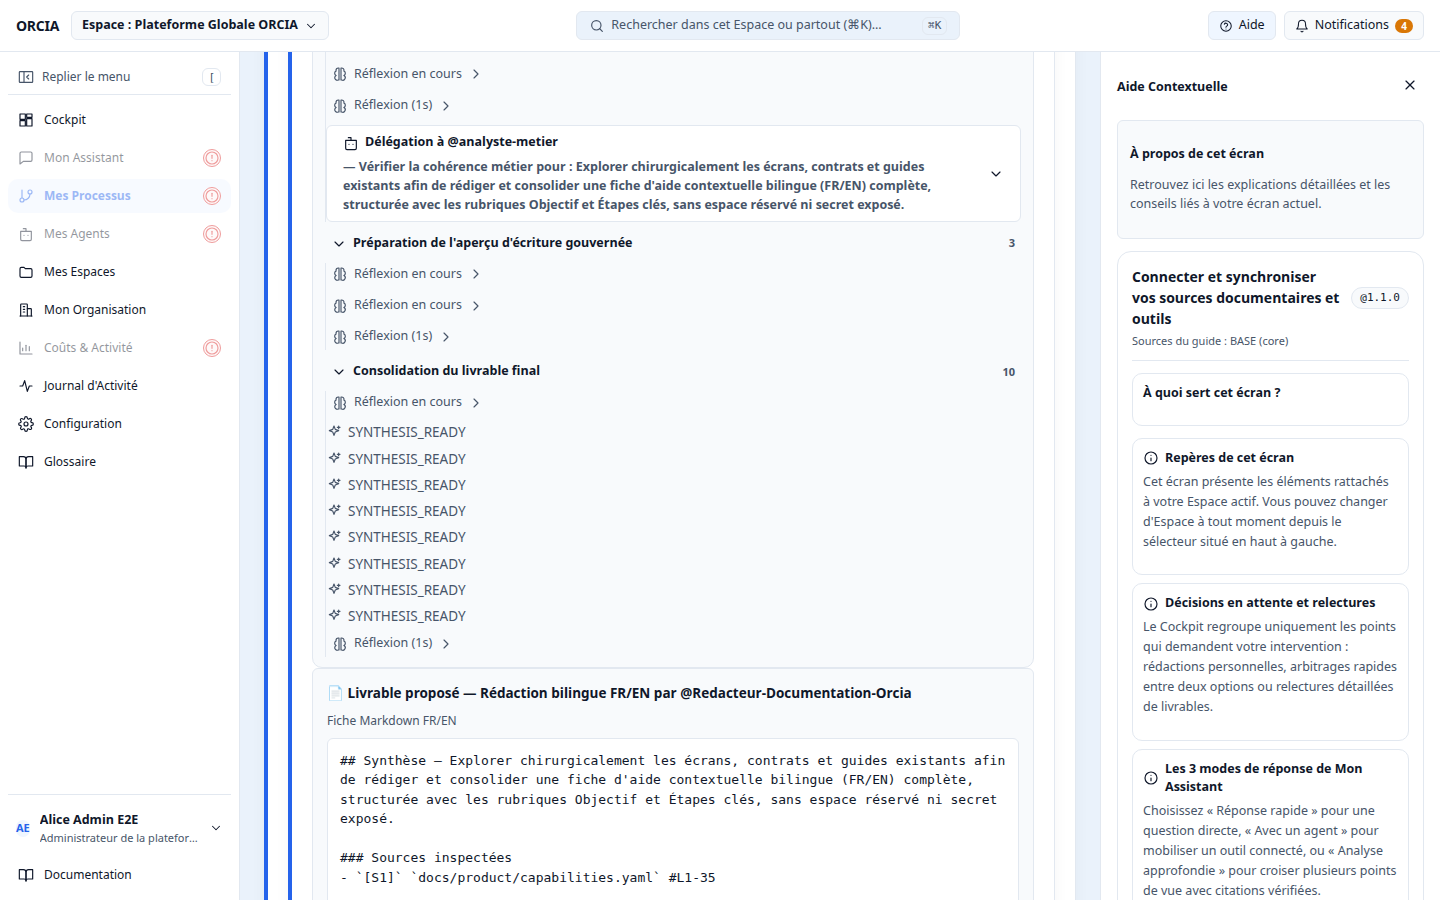 ORCIA
Espace : Plateforme Globale ORCIA
Rechercher dans cet Espace ou partout (⌘K)...
⌘K
Aide
Notifications
4
Replier le menu
[
Cockpit
Mon Assistant
Mes Processus
Mes Agents
Mes Espaces
Mon Organisation
Coûts & Activité
Journal d'Activité
Configuration
Glossaire
AE
Alice Admin E2E
Administrateur de la platefor...
Documentation
Réflexion en cours
Réflexion (1s)
Délégation à @analyste-metier
— Vérifier la cohérence métier pour : Explorer chirurgicalement les écrans, contrats et guides
existants afin de rédiger et consolider une fiche d'aide contextuelle bilingue (FR/EN) complète,
structurée avec les rubriques Objectif et Étapes clés, sans espace réservé ni secret exposé.
Préparation de l'aperçu d'écriture gouvernée
3
Réflexion en cours
Réflexion en cours
Réflexion (1s)
Consolidation du livrable final
10
Réflexion en cours
SYNTHESIS_READY
SYNTHESIS_READY
SYNTHESIS_READY
SYNTHESIS_READY
SYNTHESIS_READY
SYNTHESIS_READY
SYNTHESIS_READY
SYNTHESIS_READY
Réflexion (1s)
Livrable proposé — Rédaction bilingue FR/EN par @Redacteur-Documentation-Orcia
Fiche Markdown FR/EN
## Synthèse — Explorer chirurgicalement les écrans, contrats et guides existants afin
de rédiger et consolider une fiche d'aide contextuelle bilingue (FR/EN) complète,
structurée avec les rubriques Objectif et Étapes clés, sans espace réservé ni secret
exposé.
### Sources inspectées
- `[S1]` `docs/product/capabilities.yaml` #L1-35
Aide Contextuelle
À propos de cet écran
Retrouvez ici les explications détaillées et les
conseils liés à votre écran actuel.
Connecter et synchroniser
vos sources documentaires et
outils
@1.1.0
Sources du guide : BASE (core)
À quoi sert cet écran ?
Repères de cet écran
Cet écran présente les éléments rattachés
à votre Espace actif. Vous pouvez changer
d'Espace à tout moment depuis le
sélecteur situé en haut à gauche.
Décisions en attente et relectures
Le Cockpit regroupe uniquement les points
qui demandent votre intervention :
rédactions personnelles, arbitrages rapides
entre deux options ou relectures détaillées
de livrables.
Les 3 modes de réponse de Mon
Assistant
Choisissez « Réponse rapide » pour une
question directe, « Avec un agent » pour
mobiliser un outil connecté, ou « Analyse
approfondie » pour croiser plusieurs points
de vue avec citations vérifiées.